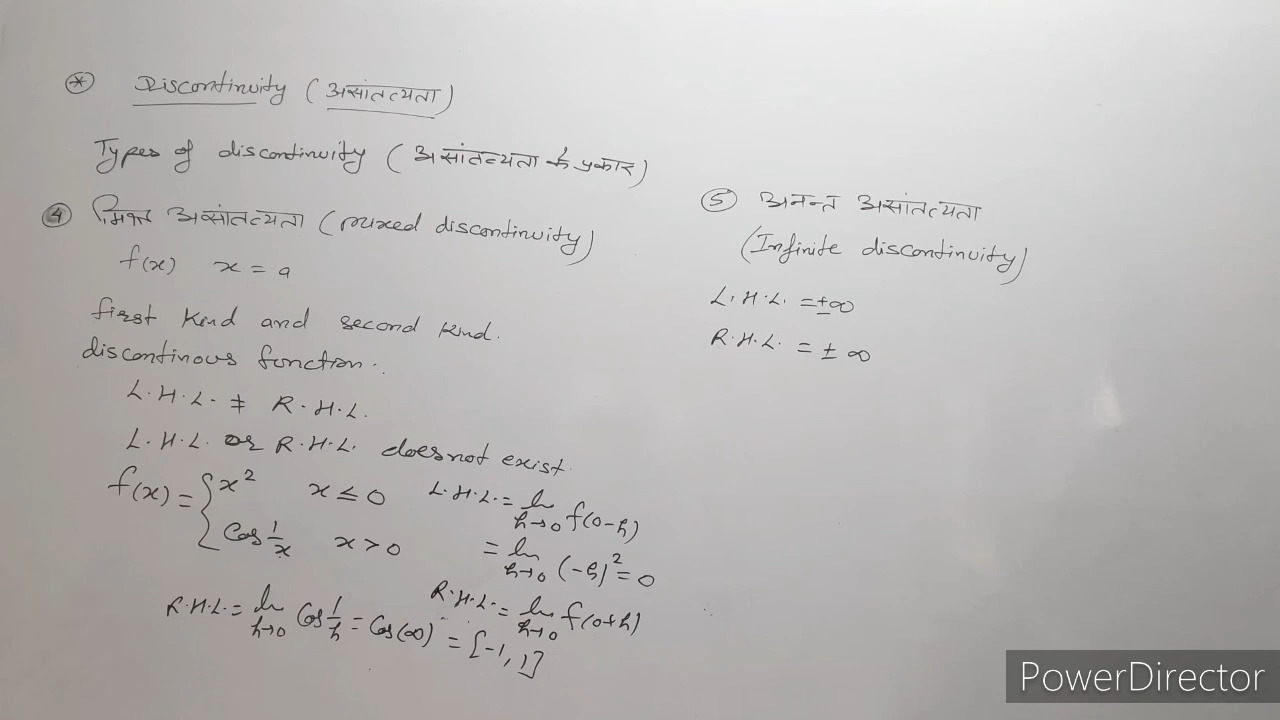 * Discontinuity (असांतत्यता)
Types of discontinuity (असांतत्यता के प्रकार)
④ मिश्रित असांतत्यता (Mixed discontinuity)
f(x) x = a
first kind and second kind.
discontinous function..
L.H.L. ≠ R.H.L.
L.H.L. or R.H.L. does not exist.
f(x) = { x² x ≤ 0
Cos 1/x x > 0
L.H.L. = lim h→0 f(0-h)
= lim h→0 (-h)² = 0
R.H.L. = lim h→0 f(0+h)
R.H.L. = lim h→0 Cos 1/h = Cos(∞) = [-1, 1]
⑤ अनन्त असांतत्यता
(Infinite discontinuity)
L.H.L. = ±∞
R.H.L. = ± ∞
PowerDirector